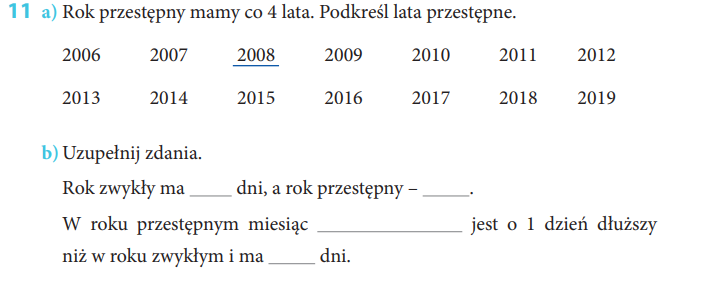 11 a) Rok przestępny mamy co 4 lata. Podkreśl lata przestępne.
2006 2007 2008 2009 2010 2011 2012
2013 2014 2015 2016 2017 2018 2019
b) Uzupełnij zdania.
Rok zwykły ma _____ dni, a rok przestępny – _____.
W roku przestępnym miesiąc _______________ jest o 1 dzień dłuższy
niż w roku zwykłym i ma _____ dni.